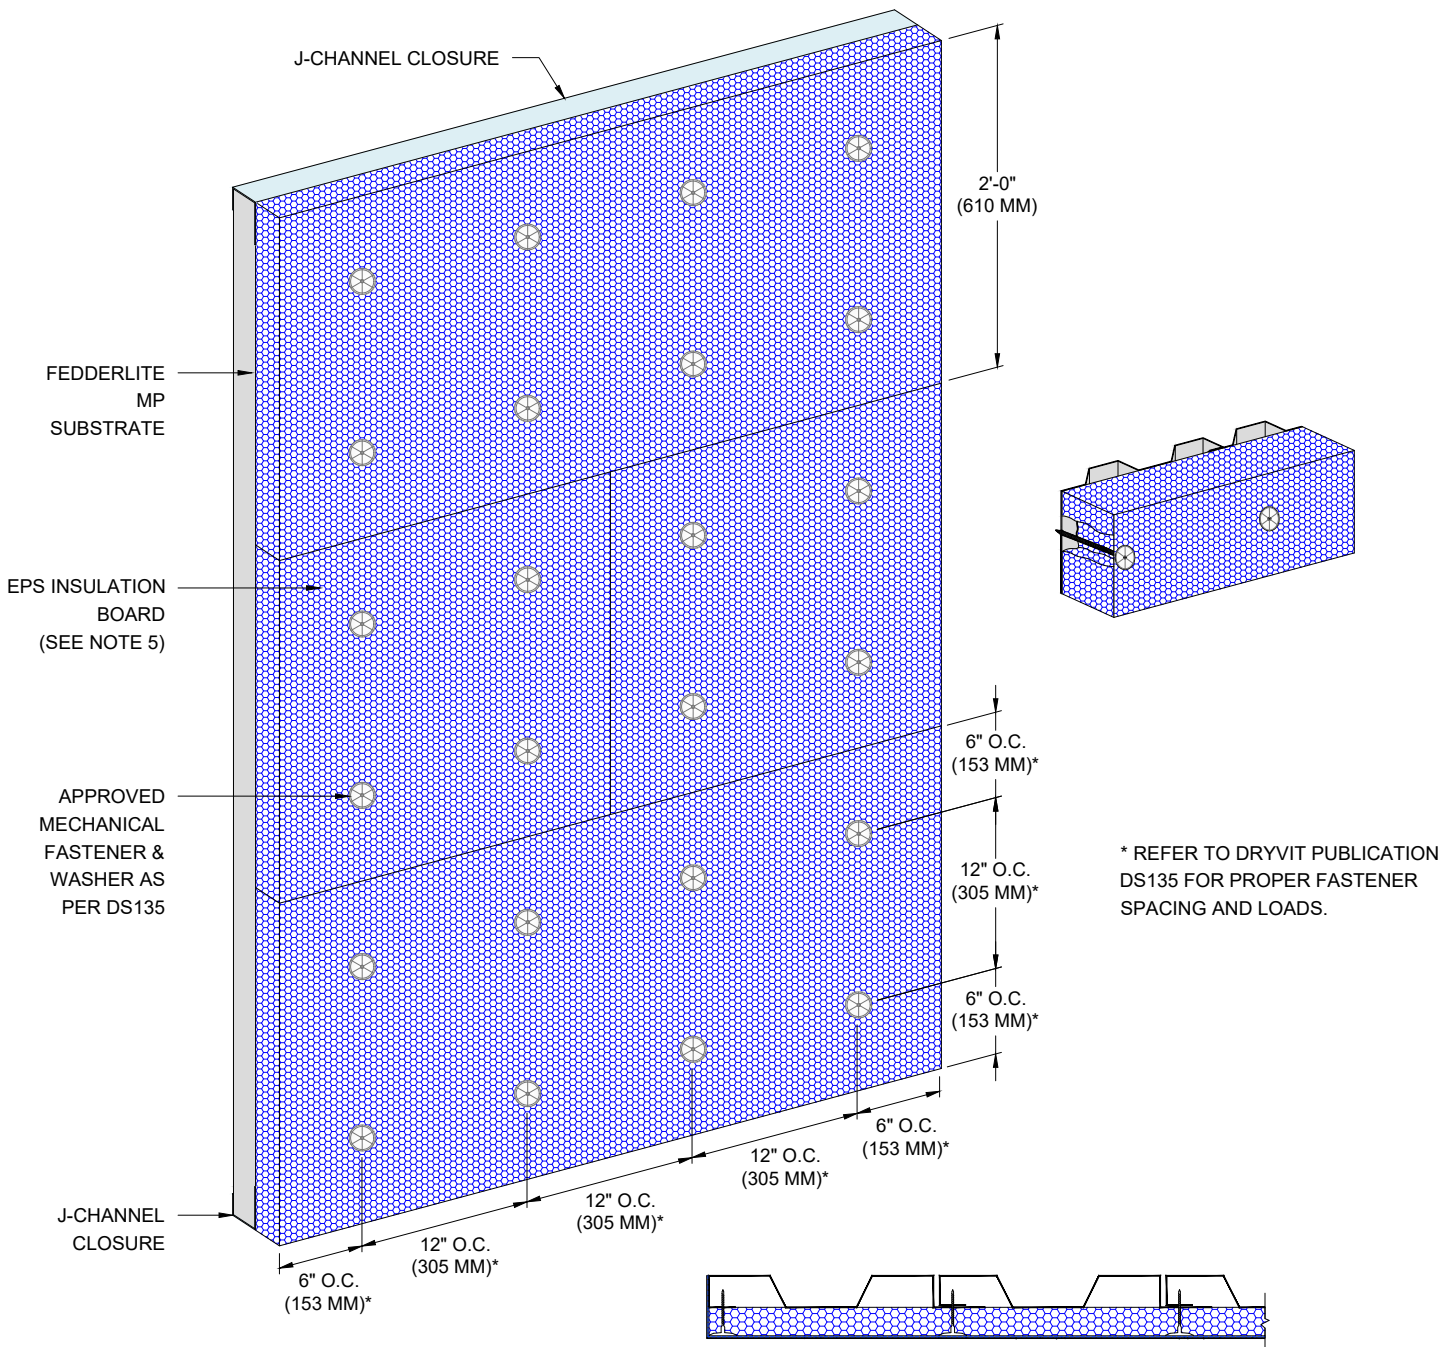 J-CHANNEL CLOSURE
2'-0"
(610 MM)
FEDDERLITE
MP
SUBSTRATE
EPS INSULATION
BOARD
(SEE NOTE 5)
APPROVED
MECHANICAL
FASTENER &
WASHER AS
PER DS135
6" O.C.
(153 MM)*
12" O.C.
(305 MM)*
6" O.C.
(153 MM)*
* REFER TO DRYVIT PUBLICATION
DS135 FOR PROPER FASTENER
SPACING AND LOADS.
J-CHANNEL
CLOSURE
6" O.C.
(153 MM)*
12" O.C.
(305 MM)*
12" O.C.
(305 MM)*
12" O.C.
(305 MM)*
6" O.C.
(153 MM)*